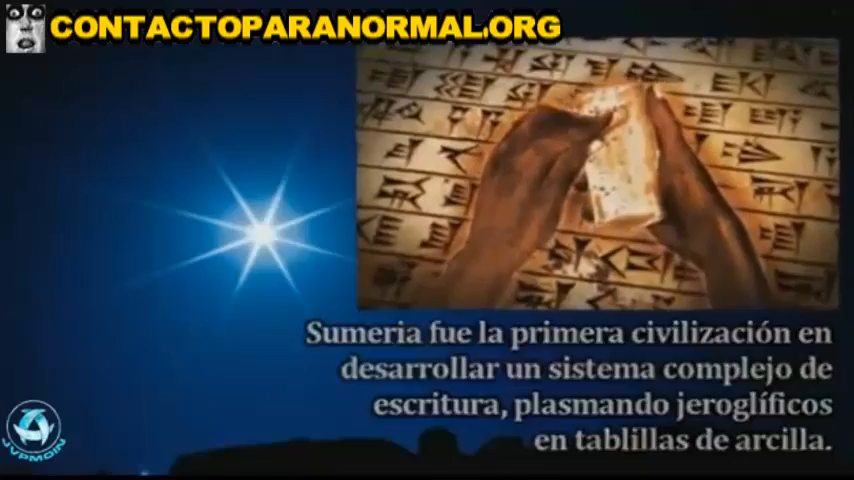 CONTACTOPARANORMAL.ORG
Sumeria fue la primera civilización en
desarrollar un sistema complejo de
escritura, plasmando jeroglíficos
en tablillas de arcilla.
JVPMOIN